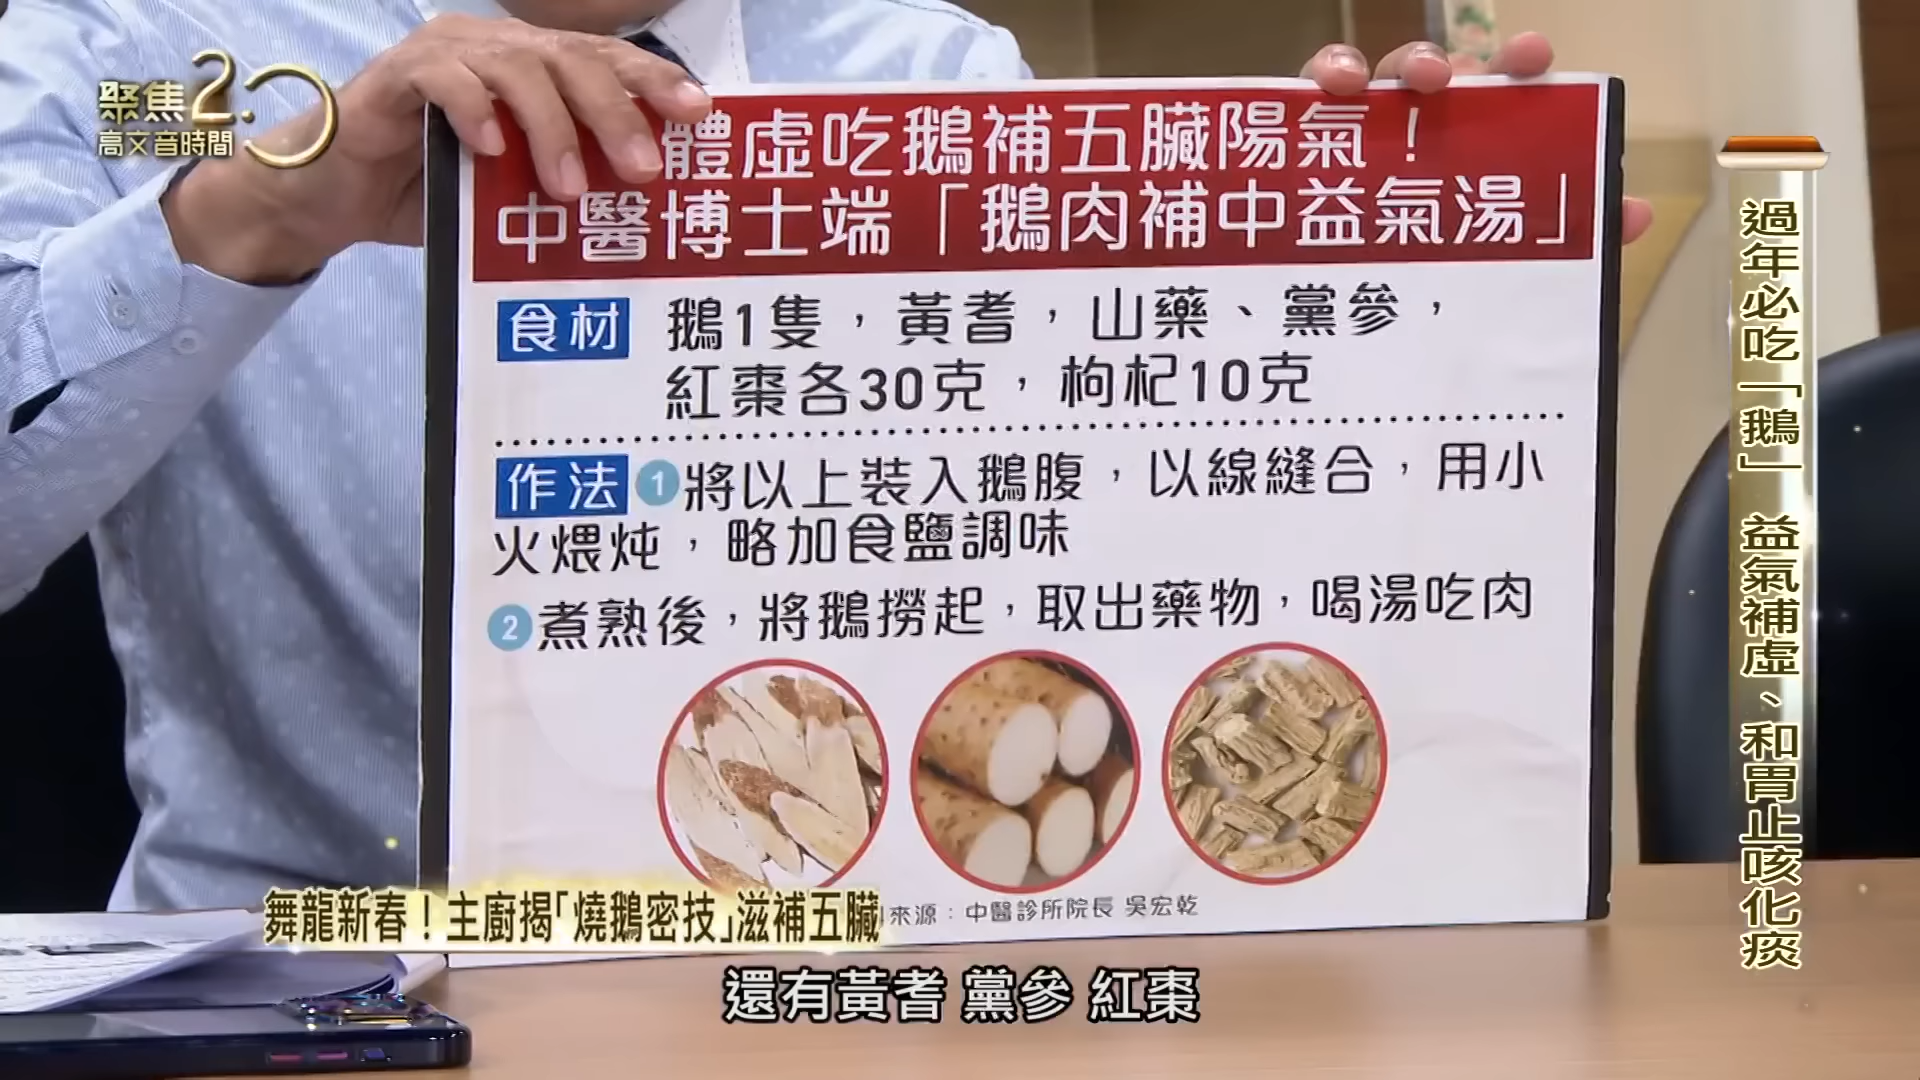 聚焦2.0
高文音時間
體虛吃鵝補五臟陽氣！
中醫博士端「鵝肉補中益氣湯」
食材 鵝1隻，黃耆，山藥、黨參，
紅棗各30克，枸杞10克
作法 1 將以上裝入鵝腹，以線縫合，用小
火煨炖，略加食鹽調味
2 煮熟後，將鵝撈起，取出藥物，喝湯吃肉
來源：中醫診所院長 吳宏乾
過年必吃「鵝」 益氣補虛、和胃止咳化痰
舞龍新春！主廚揭「燒鵝密技」滋補五臟
還有黃耆 黨參 紅棗